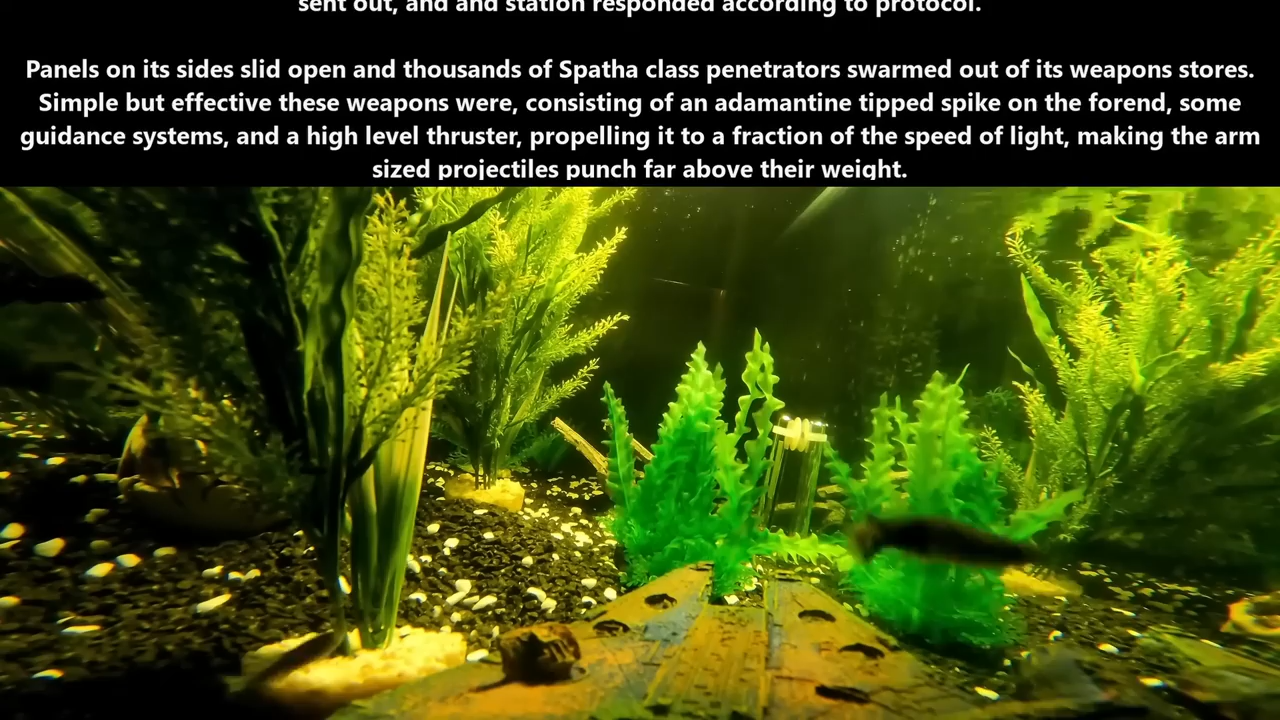 sent out, and and station responded according to protocol.
Panels on its sides slid open and thousands of Spatha class penetrators swarmed out of its weapons stores.
Simple but effective these weapons were, consisting of an adamantine tipped spike on the forend, some
guidance systems, and a high level thruster, propelling it to a fraction of the speed of light, making the arm
sized projectiles punch far above their weight.